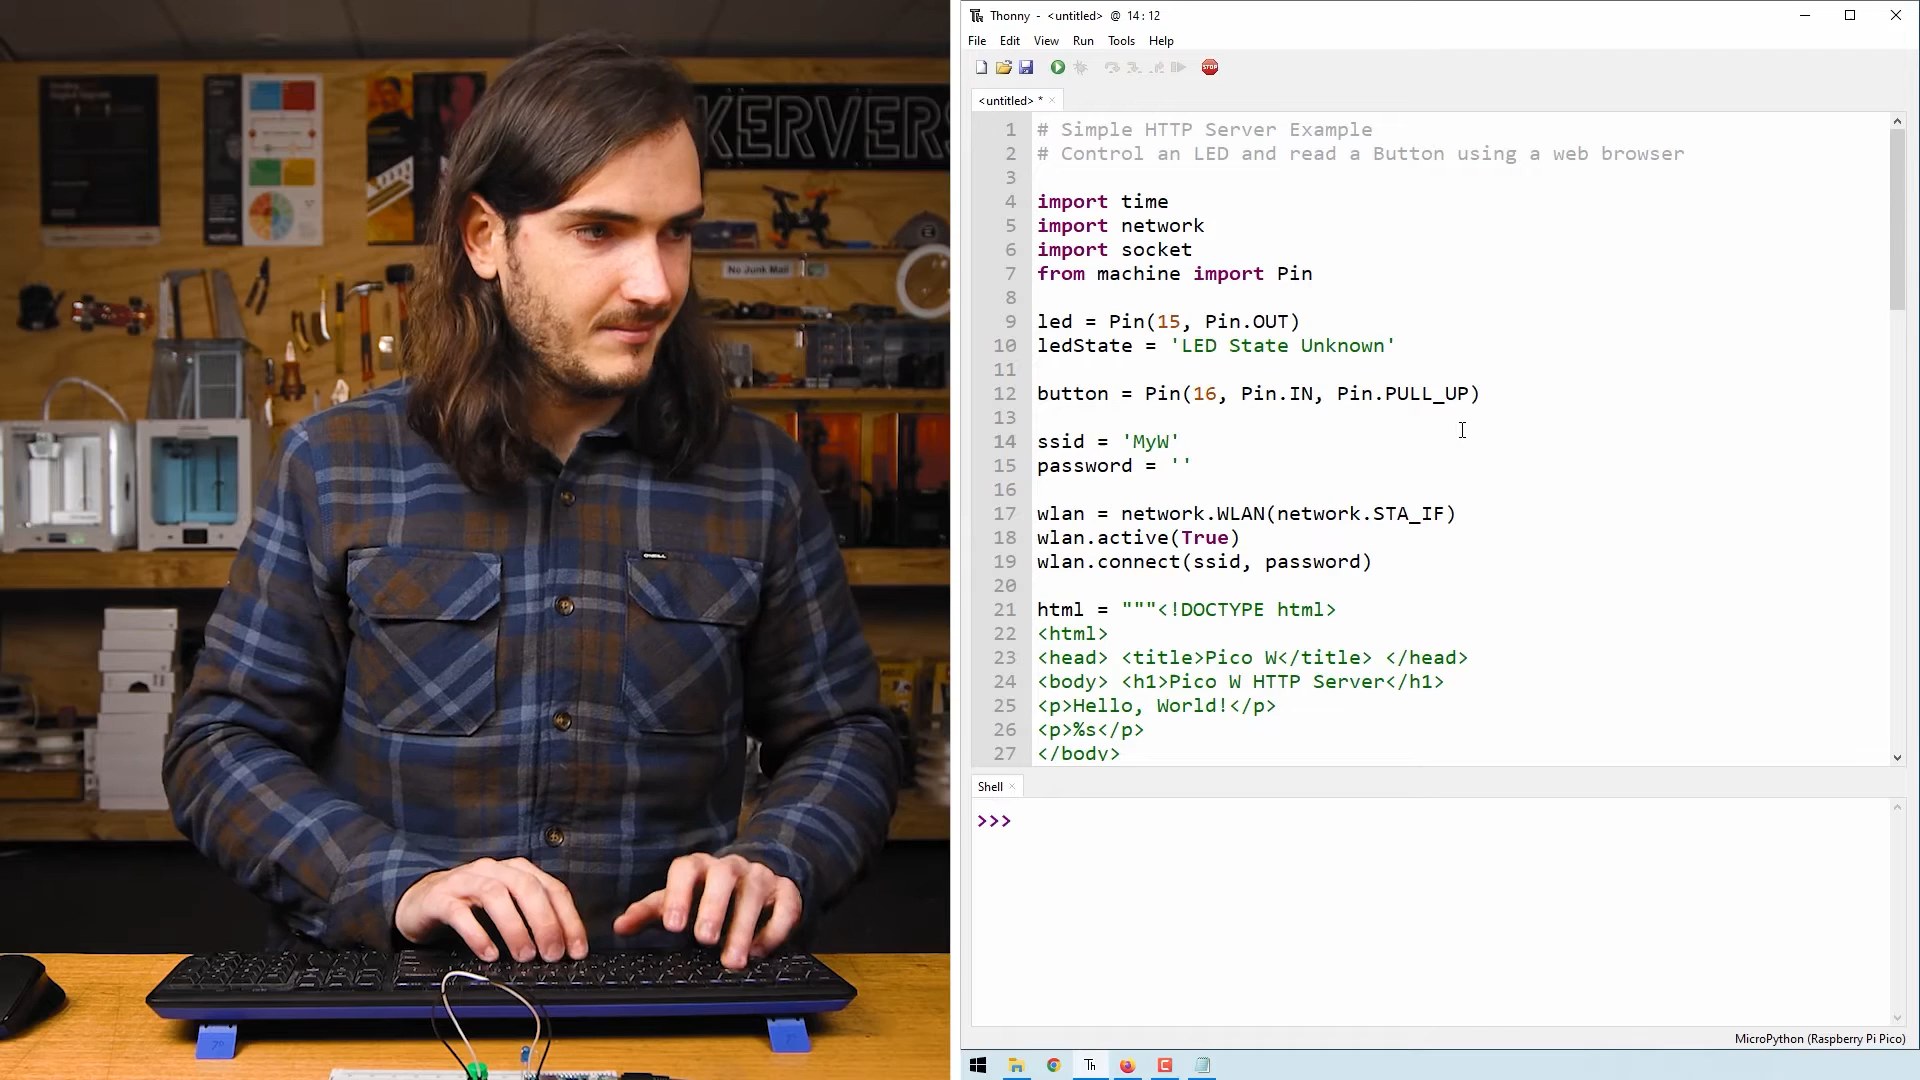 KERVERS
No Junk Mail
O'NEILL
Thonny - <untitled> @ 14 : 12
File Edit View Run Tools Help
STOP
<untitled> *
1 # Simple HTTP Server Example
2 # Control an LED and read a Button using a web browser
3
4 import time
5 import network
6 import socket
7 from machine import Pin
8
9 led = Pin(15, Pin.OUT)
10 ledState = 'LED State Unknown'
11
12 button = Pin(16, Pin.IN, Pin.PULL_UP)
13
14 ssid = 'MyW'
15 password = ''
16
17 wlan = network.WLAN(network.STA_IF)
18 wlan.active(True)
19 wlan.connect(ssid, password)
20
21 html = """<!DOCTYPE html>
22 <html>
23 <head> <title>Pico W</title> </head>
24 <body> <h1>Pico W HTTP Server</h1>
25 <p>Hello, World!</p>
26 <p>%s</p>
27 </body>
Shell
>>>
MicroPython (Raspberry Pi Pico)
Th